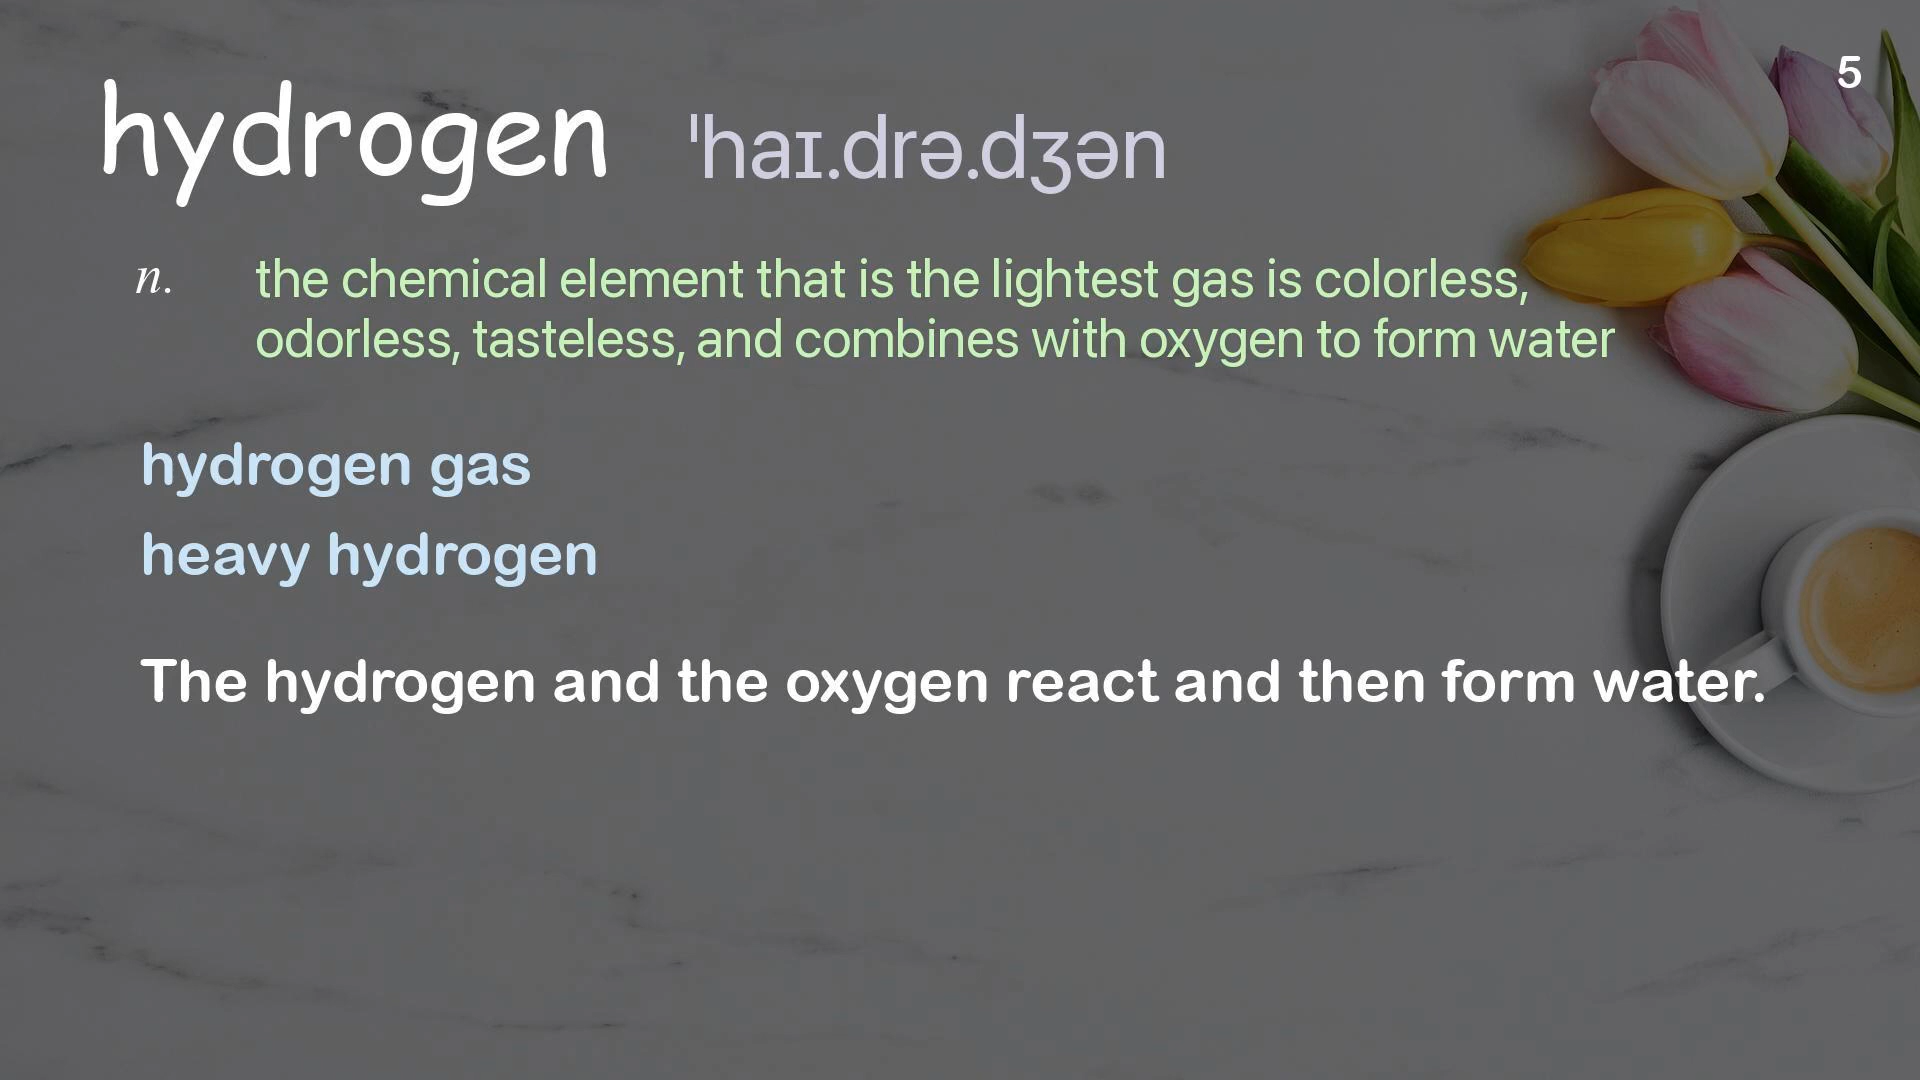 5
hydrogen ˈhaɪ.drə.dʒən
n. the chemical element that is the lightest gas is colorless,
odorless, tasteless, and combines with oxygen to form water
hydrogen gas
heavy hydrogen
The hydrogen and the oxygen react and then form water.